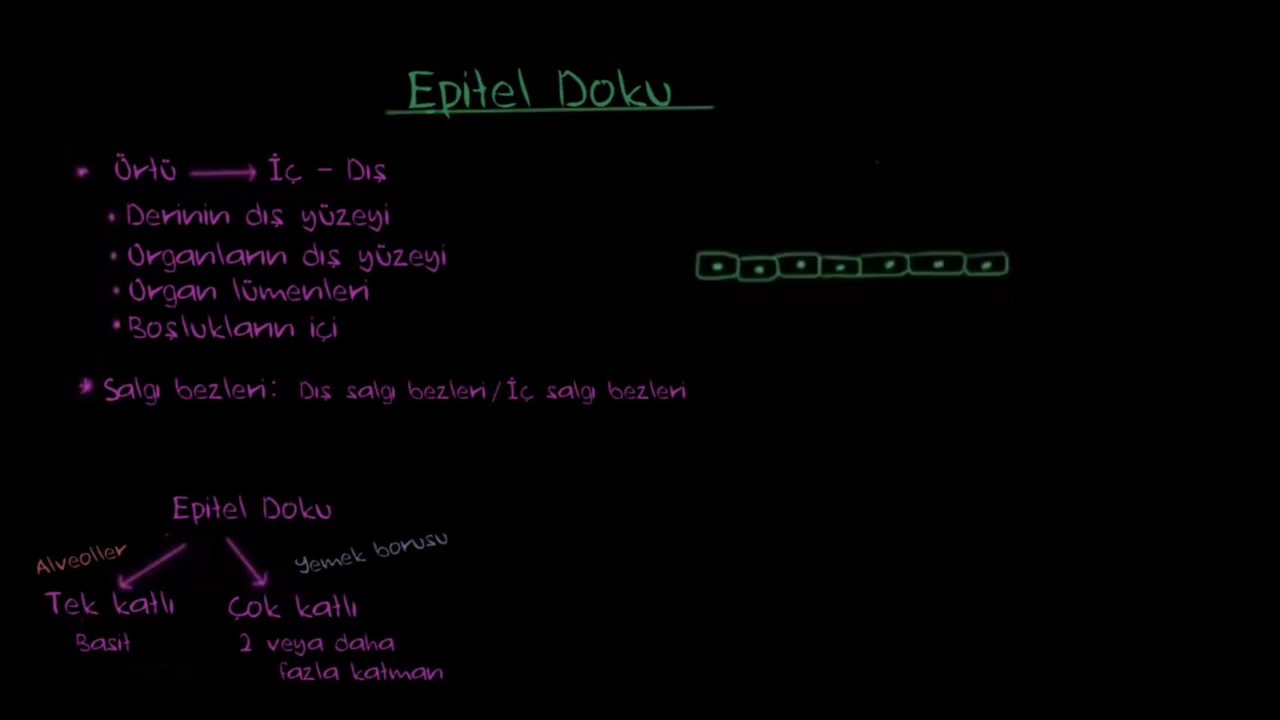 Epitel Doku
Örtü → İç - Dış
• Derinin dış yüzeyi
• Organların dış yüzeyi
• Organ lümenleri
• Boşlukların içi
* Salgı bezleri: Dış salgı bezleri/İç salgı bezleri
Epitel Doku
Alveoller
Yemek borusu
Tek katlı
Çok katlı
Basit
2 veya daha
fazla katman